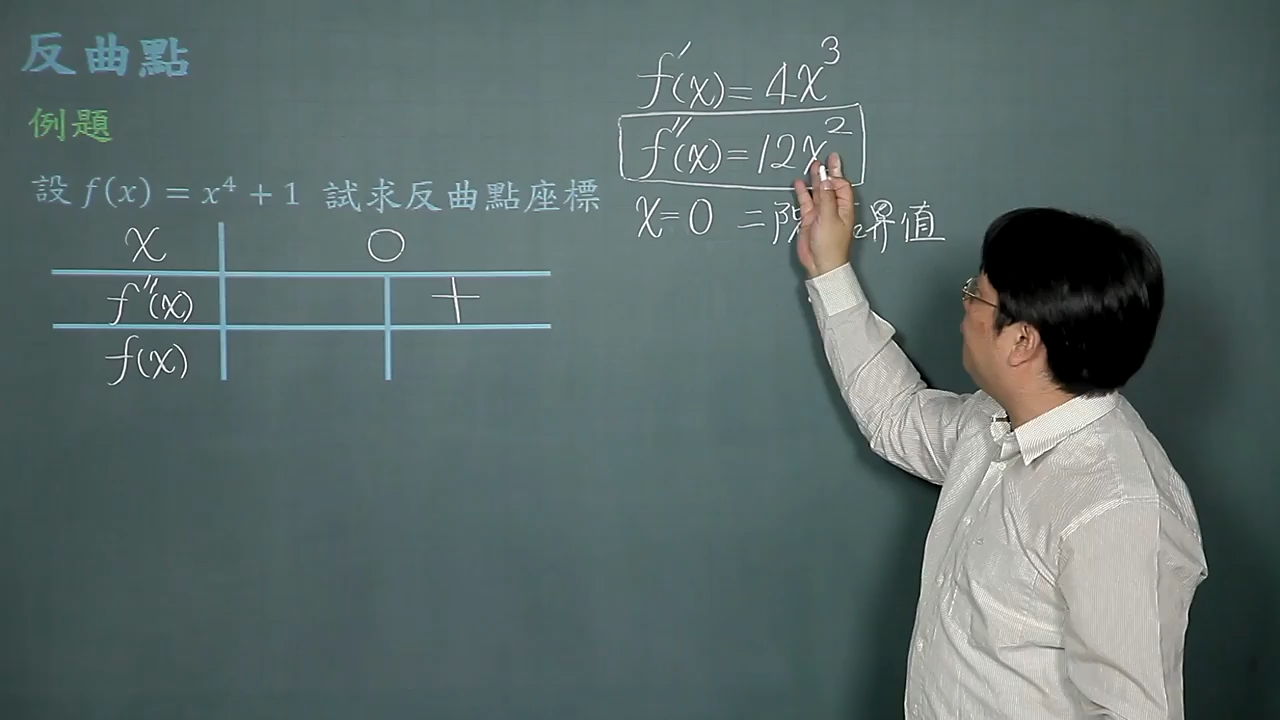 反曲點
例題
設 f(x) = x⁴ + 1 試求反曲點座標
x 0
f''(x) +
f(x)
f'(x) = 4x³
f''(x) = 12x²
x = 0 二階 界值